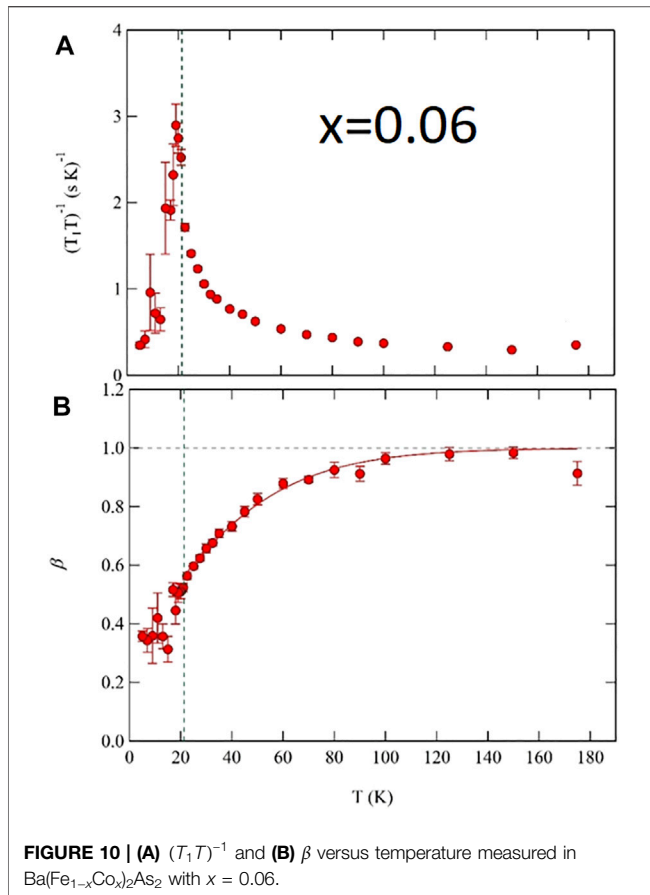 A
4
3
2
1
0
(T₁T)⁻¹ (s K)⁻¹
x=0.06
B
1.2
1.0
0.8
0.6
0.4
0.2
0.0
β
0 20 40 60 80 100 120 140 160 180
T (K)
FIGURE 10 | (A) (T₁T)⁻¹ and (B) β versus temperature measured in
Ba(Fe₁₋ₓCoₓ)₂As₂ with x = 0.06.